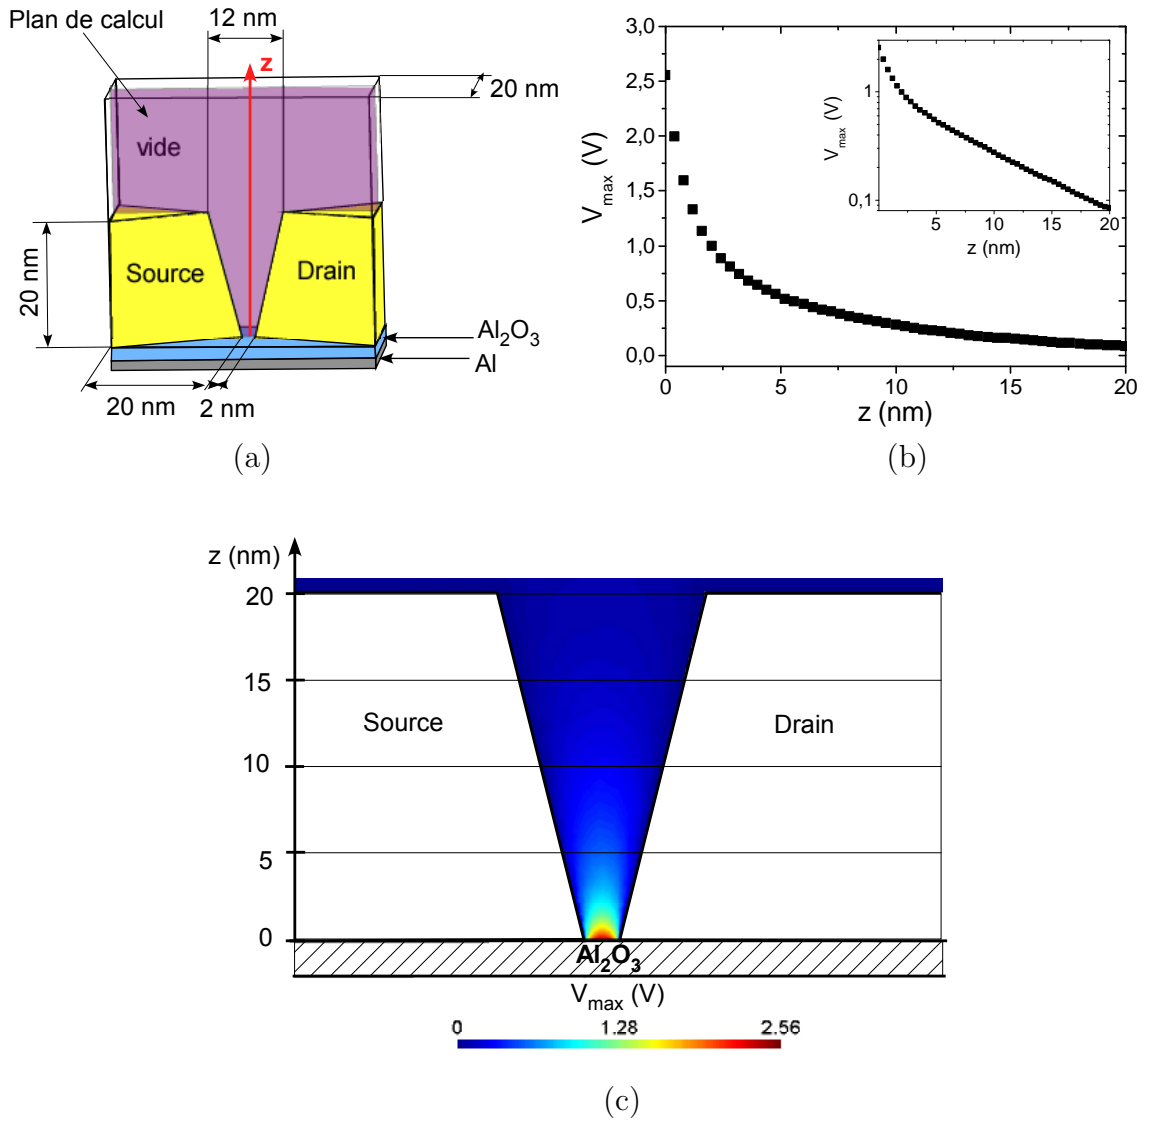 Plan de calcul
12 nm
z
20 nm
vide
20 nm
Source
Drain
Al2O3
Al
20 nm
2 nm
(a)
3,0
2,5
2,0
1,5
1,0
0,5
0,0
Vmax (V)
0
5
10
15
20
z (nm)
1
0,1
Vmax (V)
5
10
15
20
z (nm)
(b)
z (nm)
20
15
10
5
0
Source
Drain
Al2O3
Vmax (V)
0
1.28
2.56
(c)